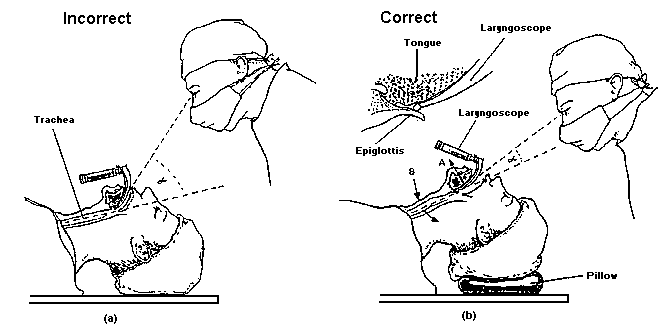 Incorrect
Trachea
α
(a)
Correct
Laryngoscope
Tongue
Laryngoscope
Epiglottis
A
α
B
Pillow
(b)